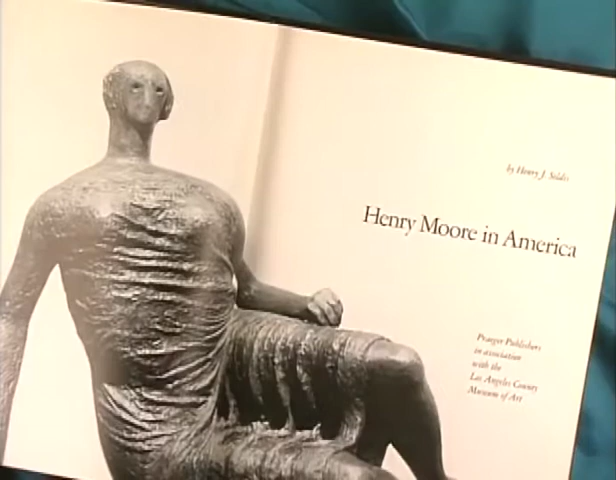 by Henry J. Seldis
Henry Moore in America
Praeger Publishers
in association
with the
Los Angeles County
Museum of Art